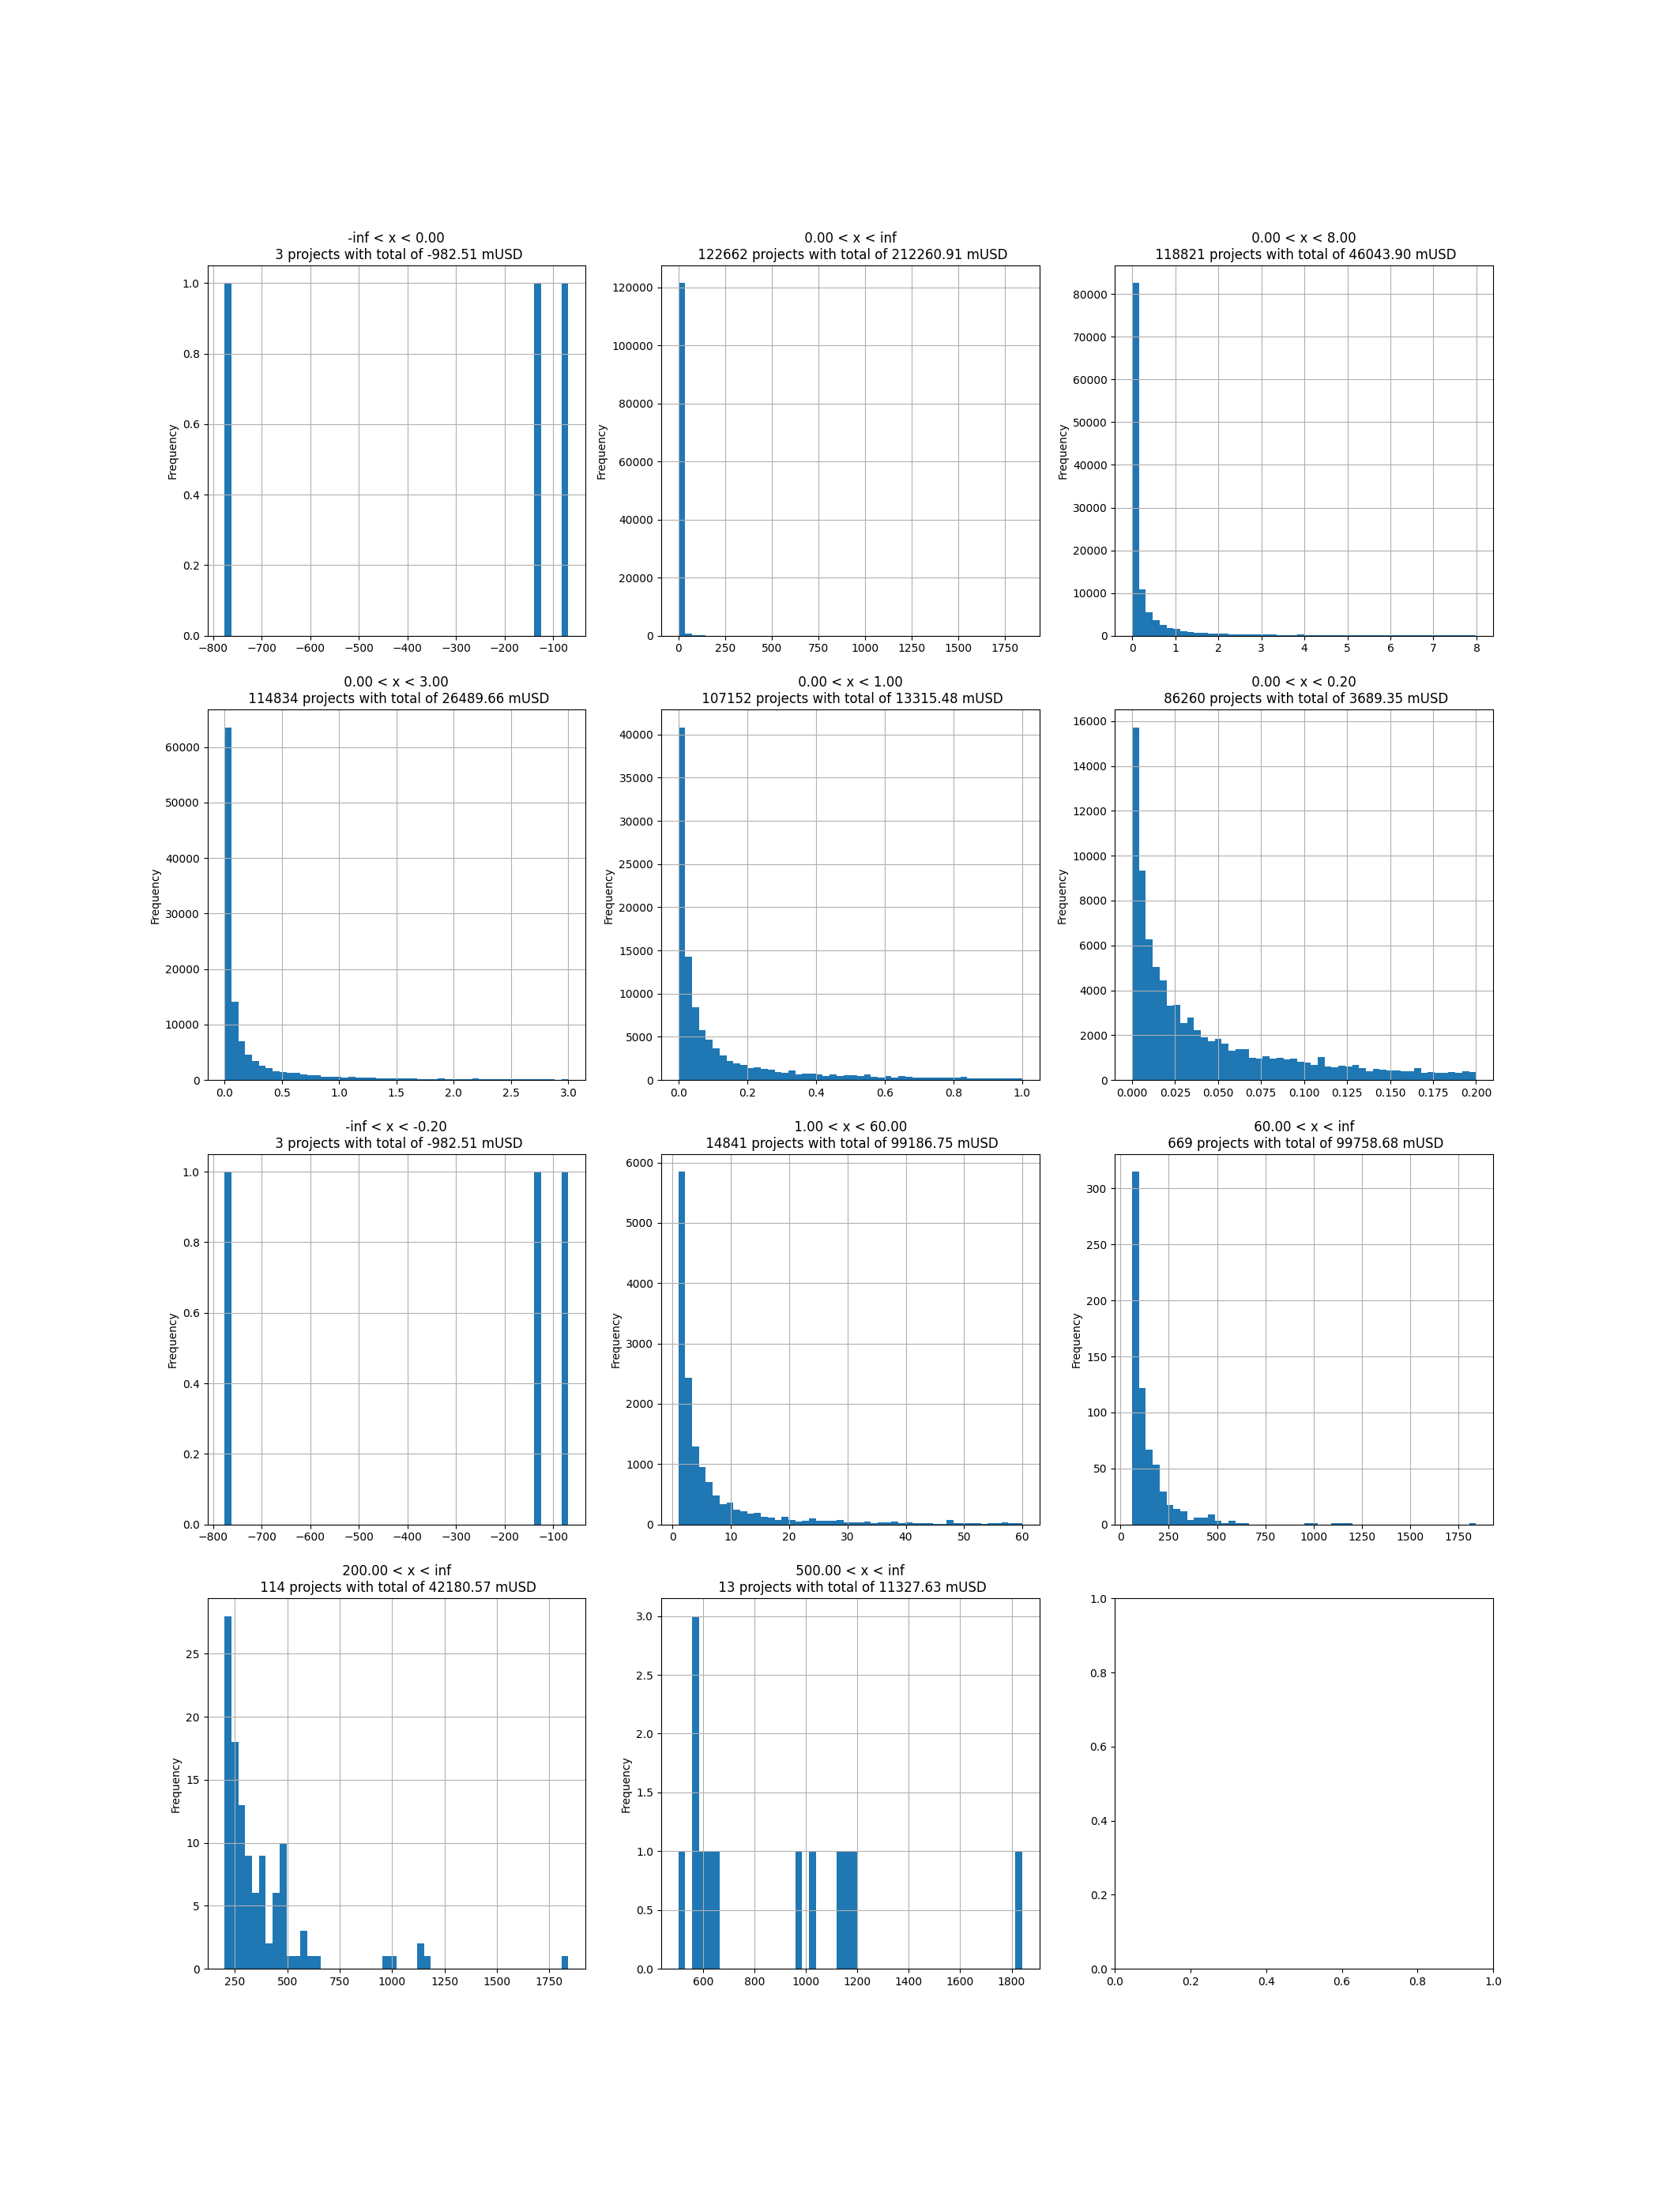 -inf < x < 0.00
3 projects with total of -982.51 mUSD
Frequency
1.0
0.8
0.6
0.4
0.2
0.0
−800 −700 −600 −500 −400 −300 −200 −100
0.00 < x < inf
122662 projects with total of 212260.91 mUSD
Frequency
120000
100000
80000
60000
40000
20000
0
0 250 500 750 1000 1250 1500 1750
0.00 < x < 8.00
118821 projects with total of 46043.90 mUSD
Frequency
80000
70000
60000
50000
40000
30000
20000
10000
0
0 1 2 3 4 5 6 7 8
0.00 < x < 3.00
114834 projects with total of 26489.66 mUSD
Frequency
60000
50000
40000
30000
20000
10000
0
0.0 0.5 1.0 1.5 2.0 2.5 3.0
0.00 < x < 1.00
107152 projects with total of 13315.48 mUSD
Frequency
40000
35000
30000
25000
20000
15000
10000
5000
0
0.0 0.2 0.4 0.6 0.8 1.0
0.00 < x < 0.20
86260 projects with total of 3689.35 mUSD
Frequency
16000
14000
12000
10000
8000
6000
4000
2000
0
0.000 0.025 0.050 0.075 0.100 0.125 0.150 0.175 0.200
-inf < x < -0.20
3 projects with total of -982.51 mUSD
Frequency
1.0
0.8
0.6
0.4
0.2
0.0
−800 −700 −600 −500 −400 −300 −200 −100
1.00 < x < 60.00
14841 projects with total of 99186.75 mUSD
Frequency
6000
5000
4000
3000
2000
1000
0
0 10 20 30 40 50 60
60.00 < x < inf
669 projects with total of 99758.68 mUSD
Frequency
300
250
200
150
100
50
0
0 250 500 750 1000 1250 1500 1750
200.00 < x < inf
114 projects with total of 42180.57 mUSD
Frequency
25
20
15
10
5
0
250 500 750 1000 1250 1500 1750
500.00 < x < inf
13 projects with total of 11327.63 mUSD
Frequency
3.0
2.5
2.0
1.5
1.0
0.5
0.0
600 800 1000 1200 1400 1600 1800
1.0
0.8
0.6
0.4
0.2
0.0
0.0 0.2 0.4 0.6 0.8 1.0